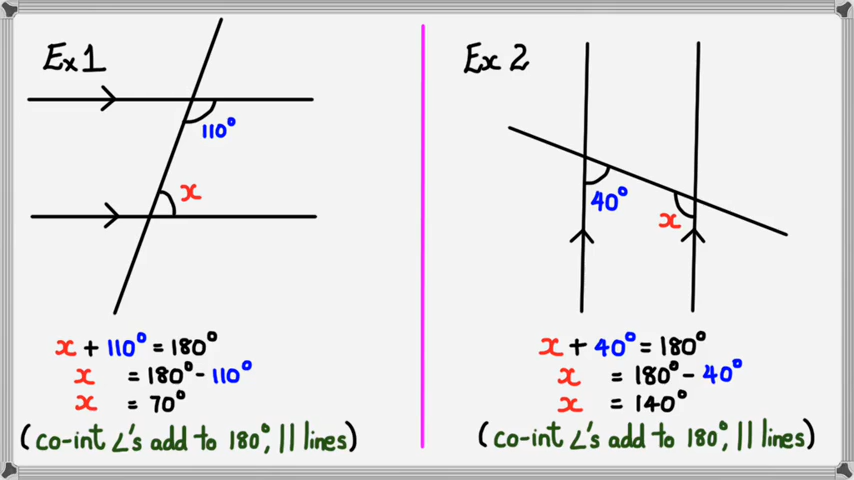 Ex 1
110°
x
x + 110° = 180°
x = 180° - 110°
x = 70°
(co-int ∠'s add to 180°, || lines)
Ex 2
40°
x
x + 40° = 180°
x = 180° - 40°
x = 140°
(co-int ∠'s add to 180°, || lines)